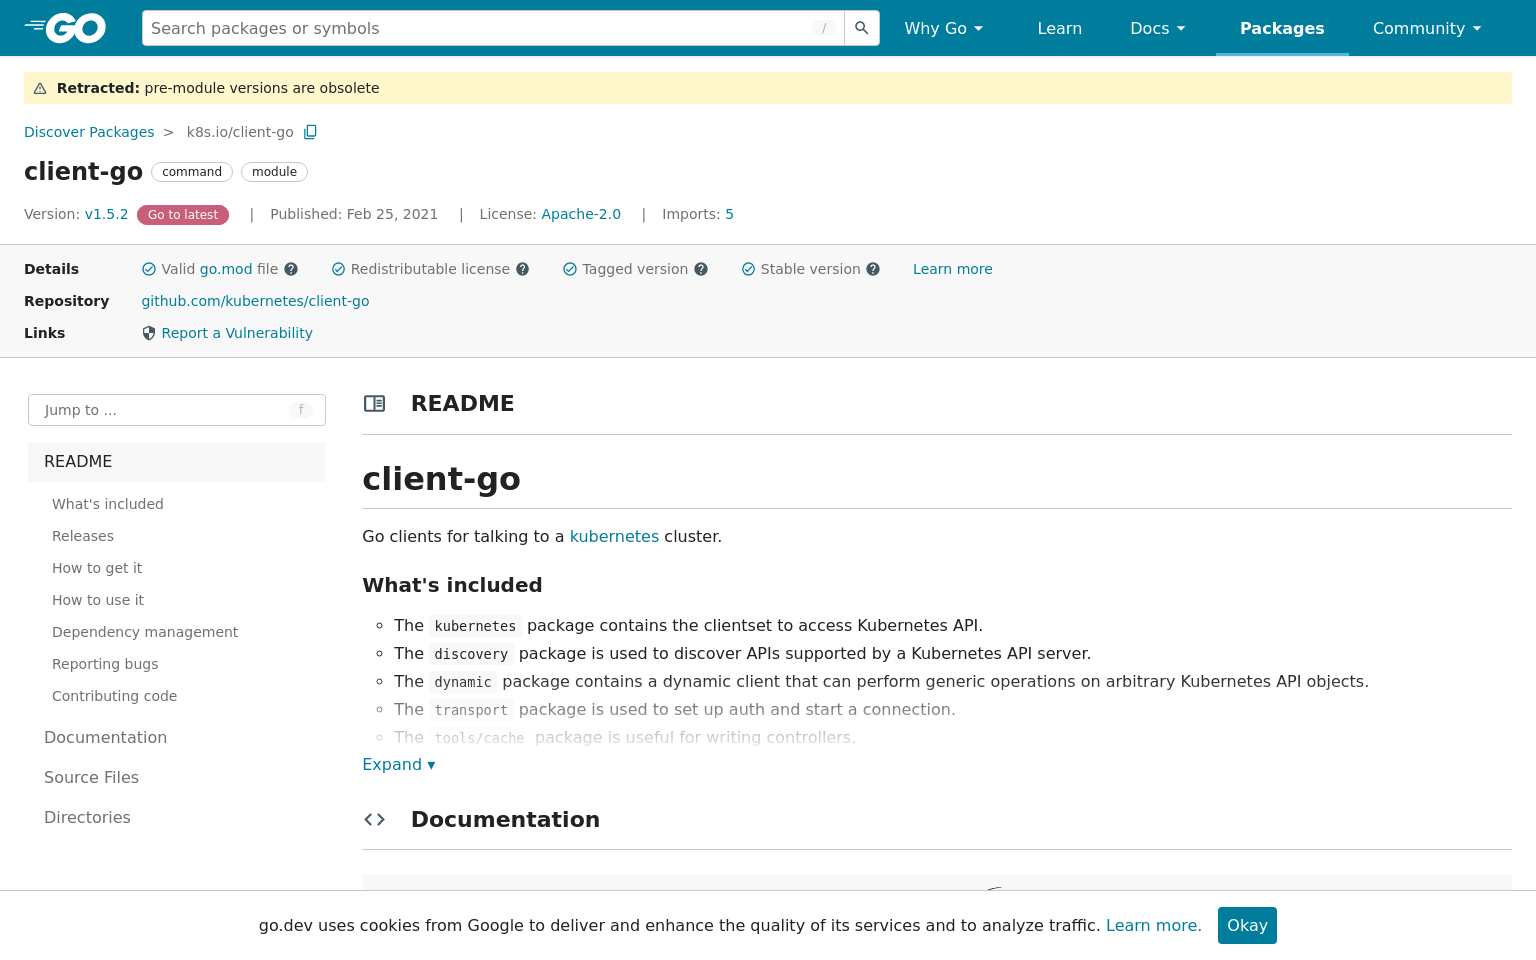 GO
Search packages or symbols
/
Why Go
Learn
Docs
Packages
Community
Retracted: pre-module versions are obsolete
Discover Packages > k8s.io/client-go
client-go command module
Version: v1.5.2 Go to latest | Published: Feb 25, 2021 | License: Apache-2.0 | Imports: 5
Details Valid go.mod file Redistributable license Tagged version Stable version Learn more
Repository github.com/kubernetes/client-go
Links Report a Vulnerability
Jump to ... f
README
What's included
Releases
How to get it
How to use it
Dependency management
Reporting bugs
Contributing code
Documentation
Source Files
Directories
README
client-go
Go clients for talking to a kubernetes cluster.
What's included
The kubernetes package contains the clientset to access Kubernetes API.
The discovery package is used to discover APIs supported by a Kubernetes API server.
The dynamic package contains a dynamic client that can perform generic operations on arbitrary Kubernetes API objects.
The transport package is used to set up auth and start a connection.
The tools/cache package is useful for writing controllers.
Expand ▾
Documentation
go.dev uses cookies from Google to deliver and enhance the quality of its services and to analyze traffic. Learn more. Okay